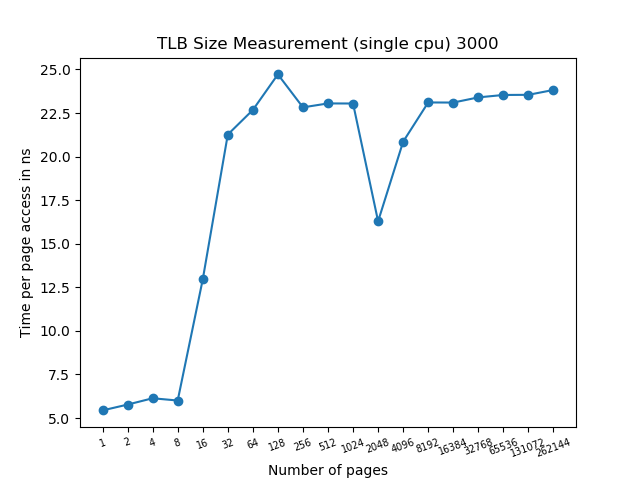 TLB Size Measurement (single cpu) 3000
Time per page access in ns
25.0
22.5
20.0
17.5
15.0
12.5
10.0
7.5
5.0
1 2 4 8 16 32 64 128 256 512 1024 2048 4096 8192 16384 32768 65536 131072 262144
Number of pages